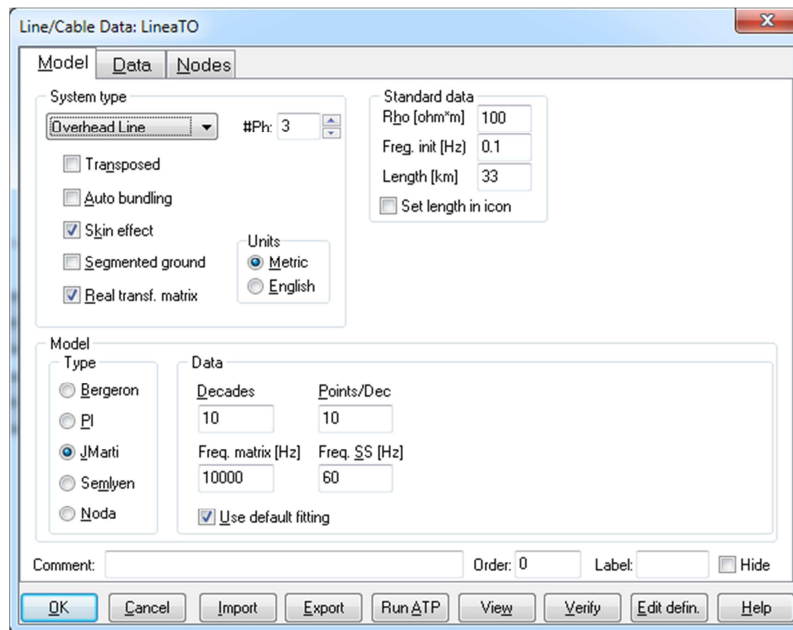 Line/Cable Data: LineaTO
Model Data Nodes
System type
Overhead Line #Ph: 3
Transposed
Auto bundling
Skin effect
Segmented ground
Real transf. matrix
Units
Metric
English
Standard data
Rho [ohm*m] 100
Freq. init (Hz) 0.1
Length [km] 33
Set length in icon
Model
Type
Bergeron
PI
JMarti
Semlyen
Noda
Data
Decades Points/Dec
10 10
Freq. matrix [Hz] Freq. SS [Hz]
10000 60
Use default fitting
Comment: Order: 0 Label: Hide
OK Cancel Import Export Run ATP View Verify Edit defin. Help